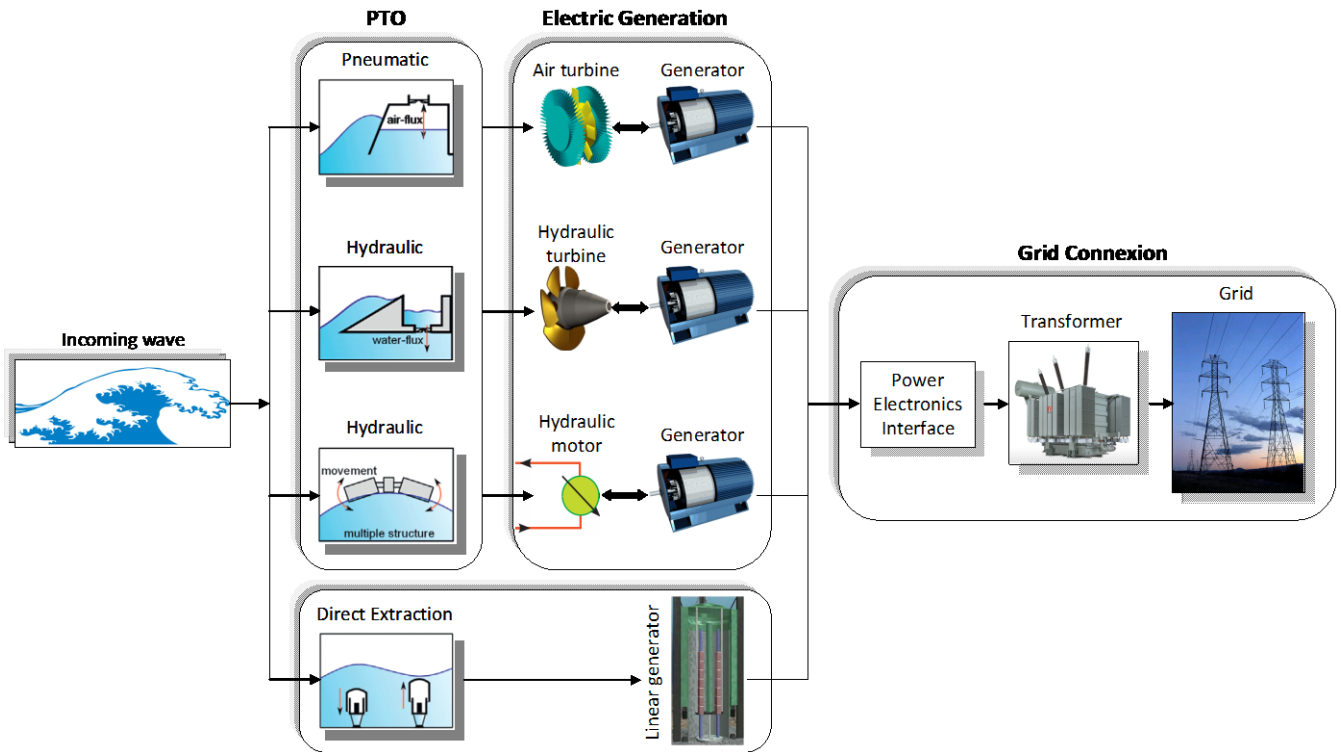 PTO
Electric Generation
Pneumatic
air-flux
Air turbine
Generator
Hydraulic
water-flux
Hydraulic
turbine
Generator
Grid Connexion
Grid
Transformer
Power
Electronics
Interface
Incoming wave
Hydraulic
movement
multiple structure
Hydraulic
motor
Generator
Direct Extraction
Linear generator